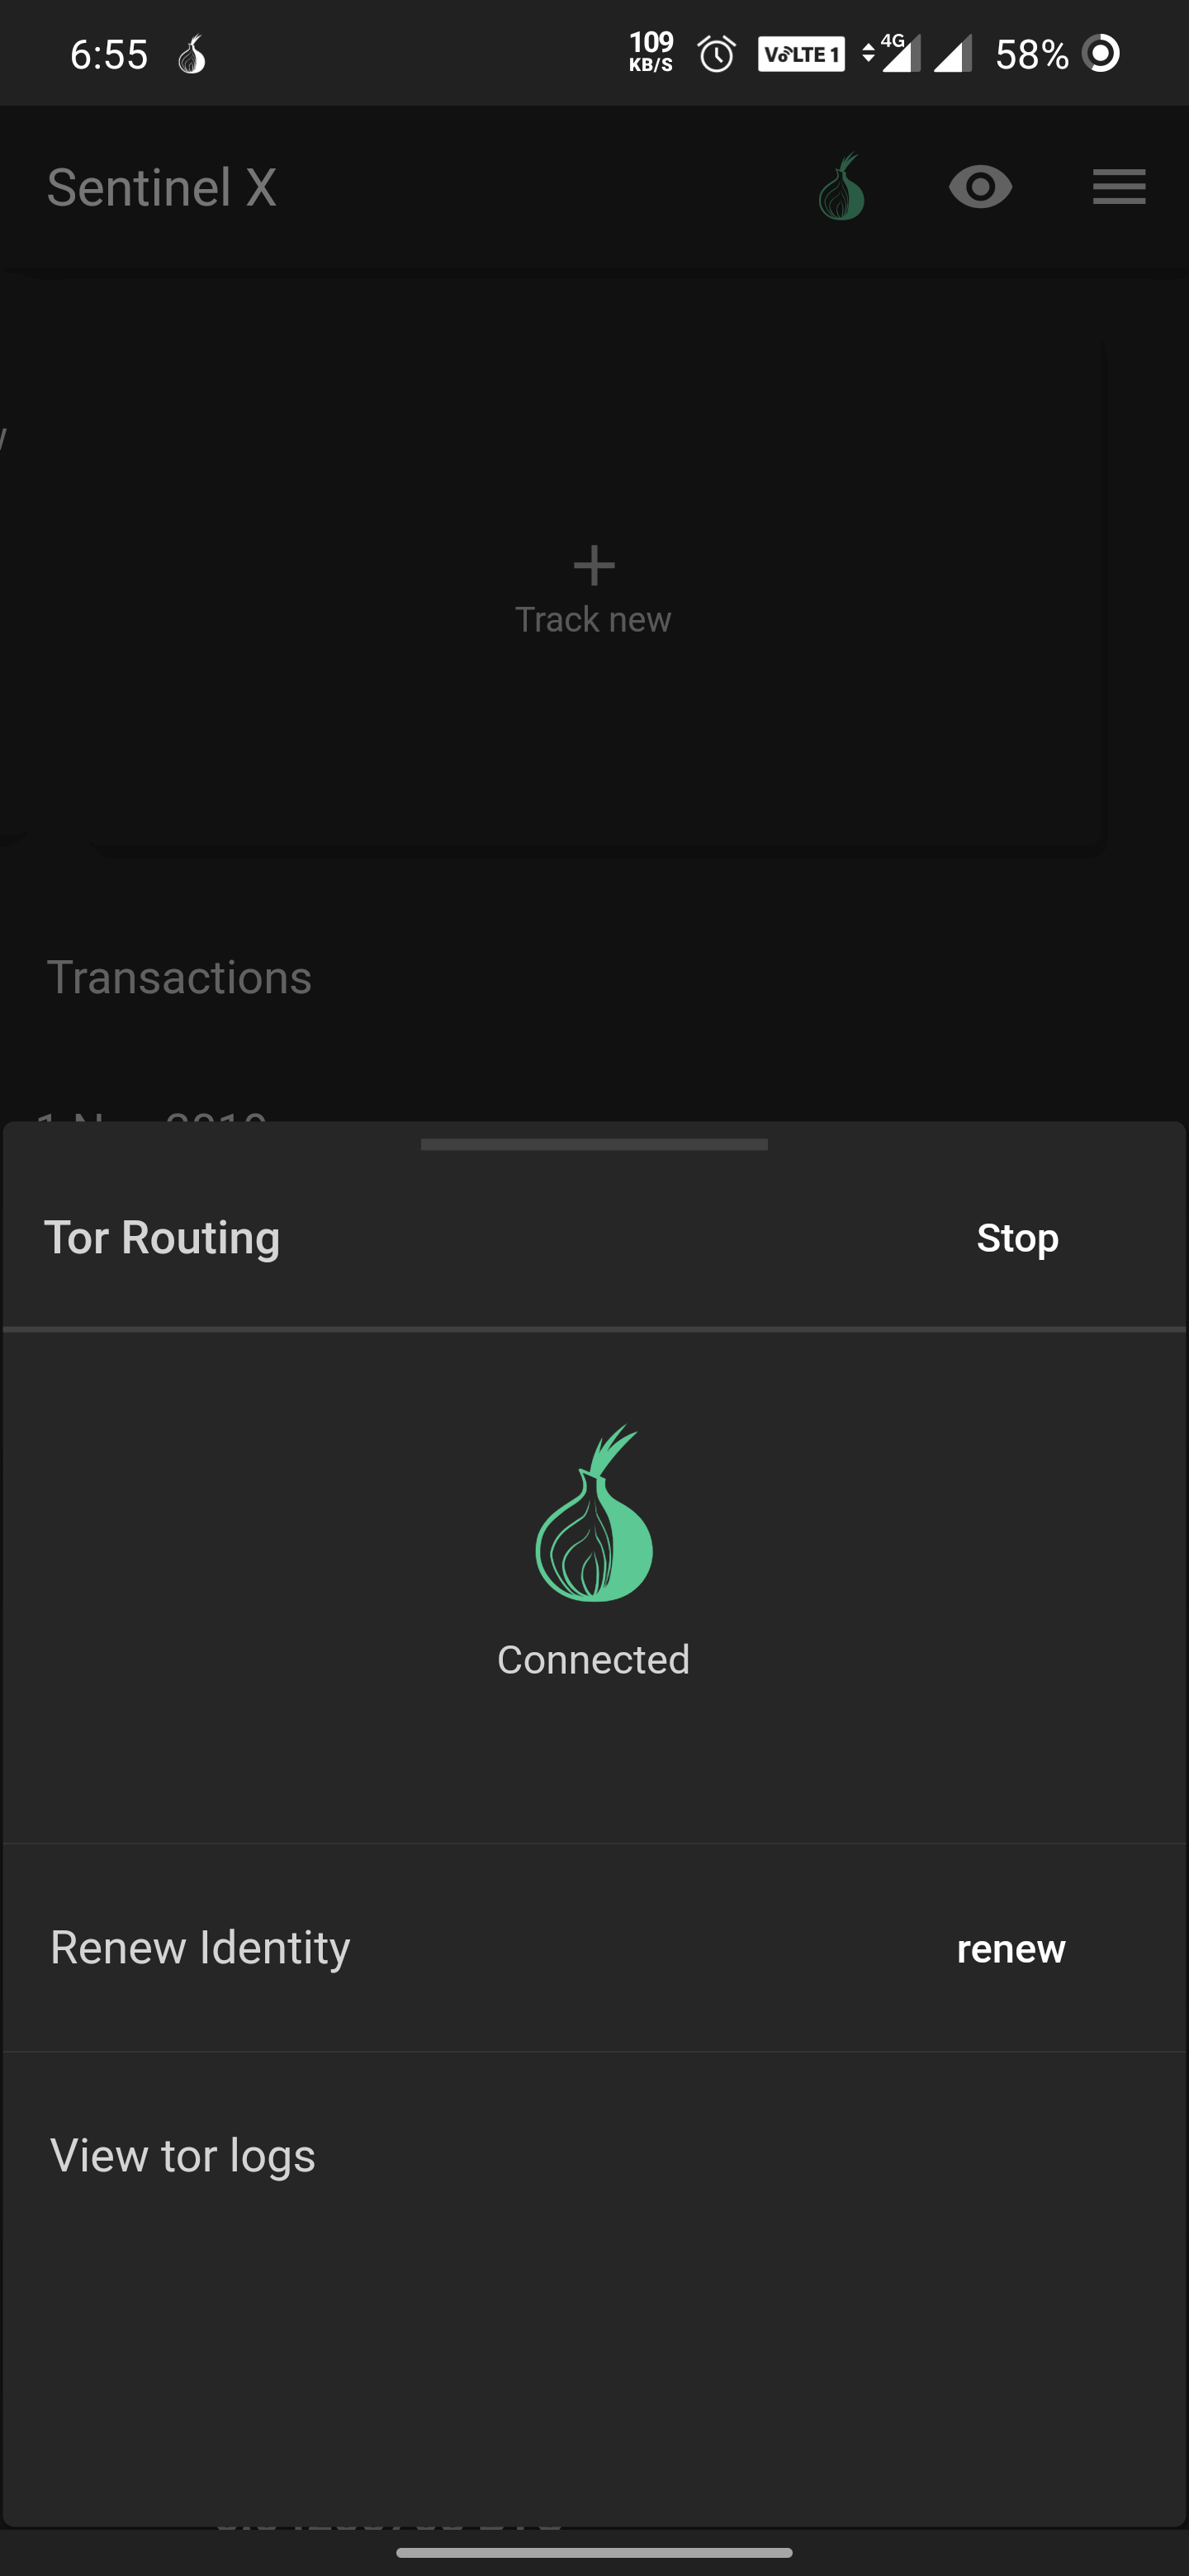 6:55 109 KB/S VoLTE 1 4G 58%
Sentinel X
Track new
Transactions
Tor Routing Stop
Connected
Renew Identity renew
View tor logs